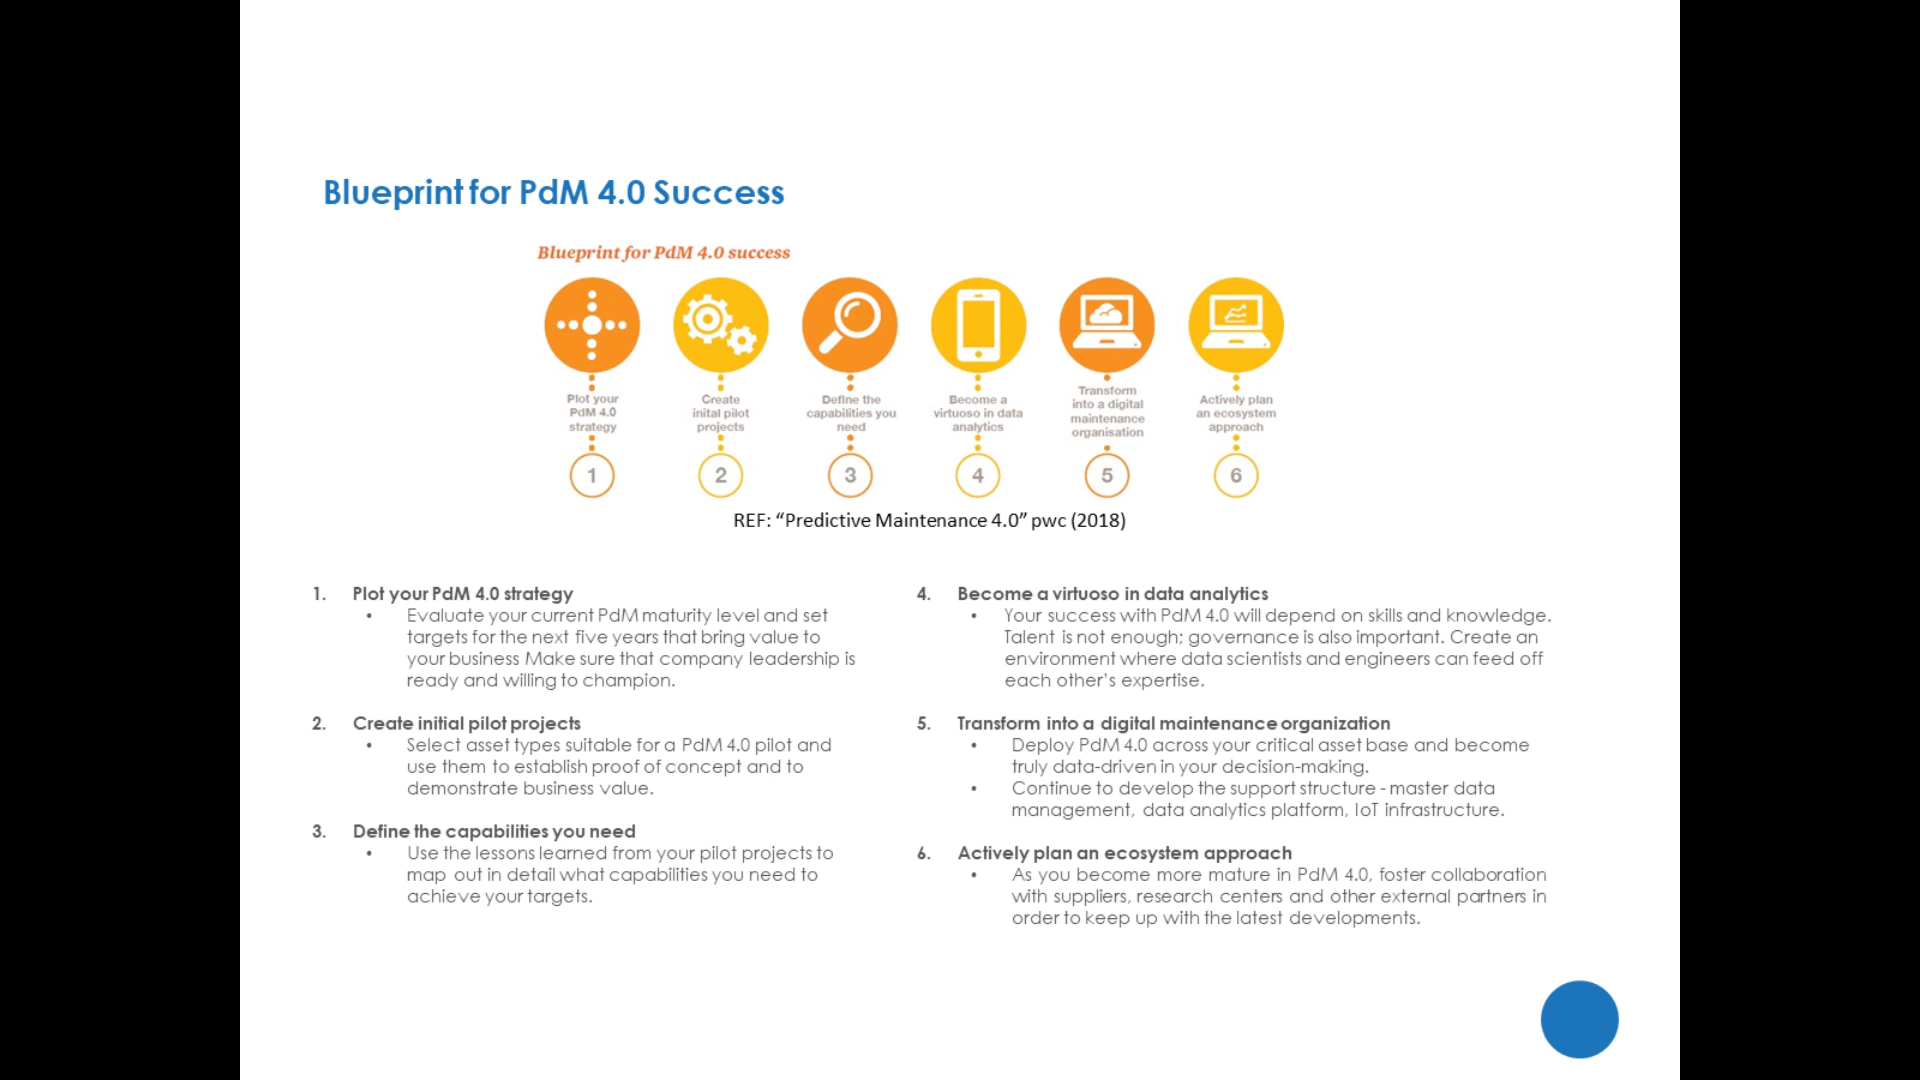 Blueprint for PdM 4.0 Success
Blueprint for PdM 4.0 success
Plot your
PdM 4.0
strategy
Create
inital pilot
projects
Define the
capabilities you
need
Become a
virtuoso in data
analytics
Transform
into a digital
maintenance
organisation
Actively plan
an ecosystem
approach
1
2
3
4
5
6
REF: “Predictive Maintenance 4.0” pwc (2018)
1. Plot your PdM 4.0 strategy
• Evaluate your current PdM maturity level and set
targets for the next five years that bring value to
your business Make sure that company leadership is
ready and willing to champion.
2. Create initial pilot projects
• Select asset types suitable for a PdM 4.0 pilot and
use them to establish proof of concept and to
demonstrate business value.
3. Define the capabilities you need
• Use the lessons learned from your pilot projects to
map out in detail what capabilities you need to
achieve your targets.
4. Become a virtuoso in data analytics
• Your success with PdM 4.0 will depend on skills and knowledge.
Talent is not enough; governance is also important. Create an
environment where data scientists and engineers can feed off
each other’s expertise.
5. Transform into a digital maintenance organization
• Deploy PdM 4.0 across your critical asset base and become
truly data-driven in your decision-making.
• Continue to develop the support structure - master data
management, data analytics platform, IoT infrastructure.
6. Actively plan an ecosystem approach
• As you become more mature in PdM 4.0, foster collaboration
with suppliers, research centers and other external partners in
order to keep up with the latest developments.